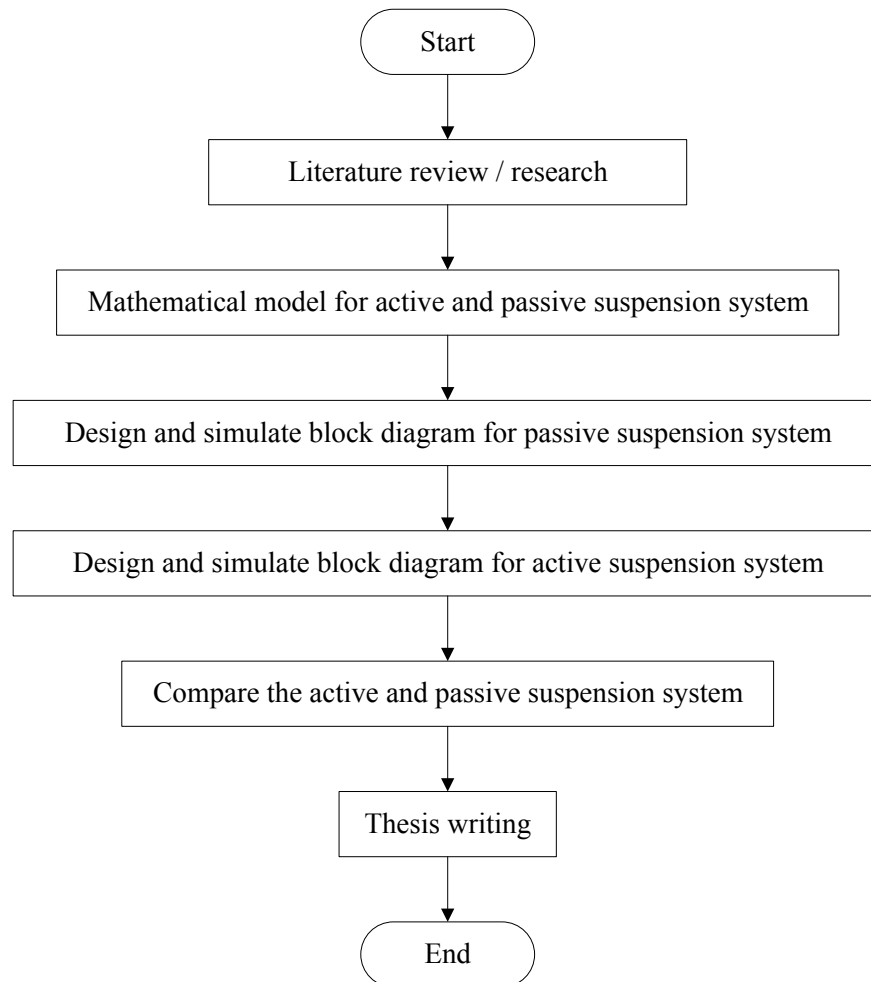 Start
Literature review / research
Mathematical model for active and passive suspension system
Design and simulate block diagram for passive suspension system
Design and simulate block diagram for active suspension system
Compare the active and passive suspension system
Thesis writing
End